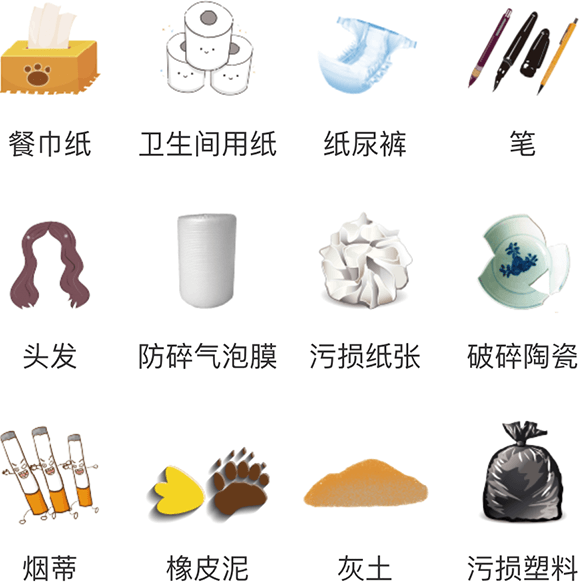 餐巾纸 卫生间用纸 纸尿裤 笔
头发 防碎气泡膜 污损纸张 破碎陶瓷
烟蒂 橡皮泥 灰土 污损塑料